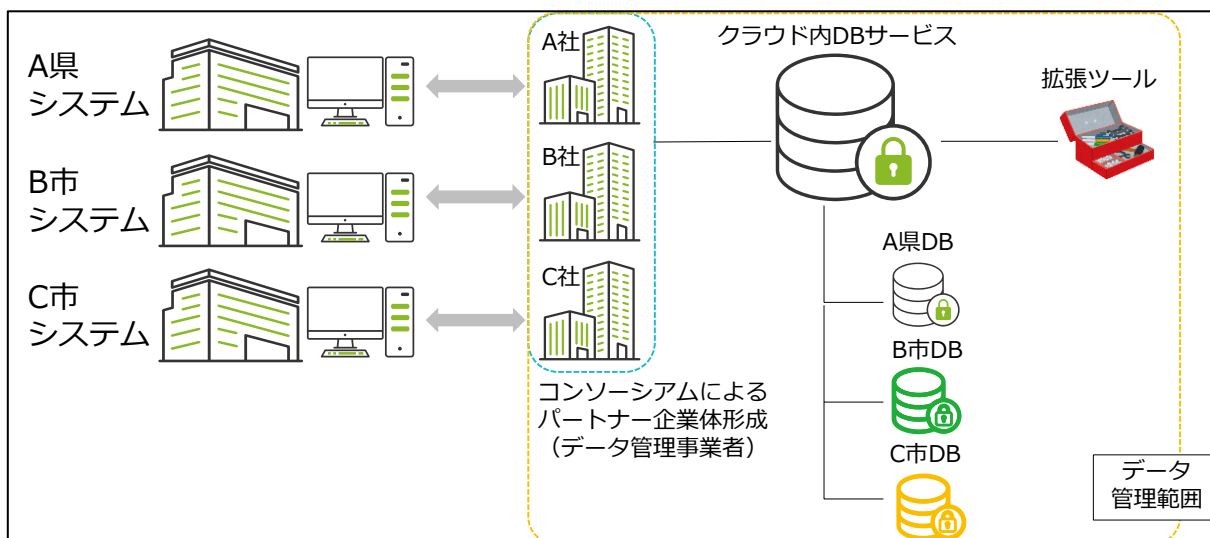 A県
システム
B市
システム
C市
システム
A社
B社
C社
コンソーシアムによる
パートナー企業体形成
（データ管理事業者）
クラウド内DBサービス
拡張ツール
A県DB
B市DB
C市DB
データ
管理範囲